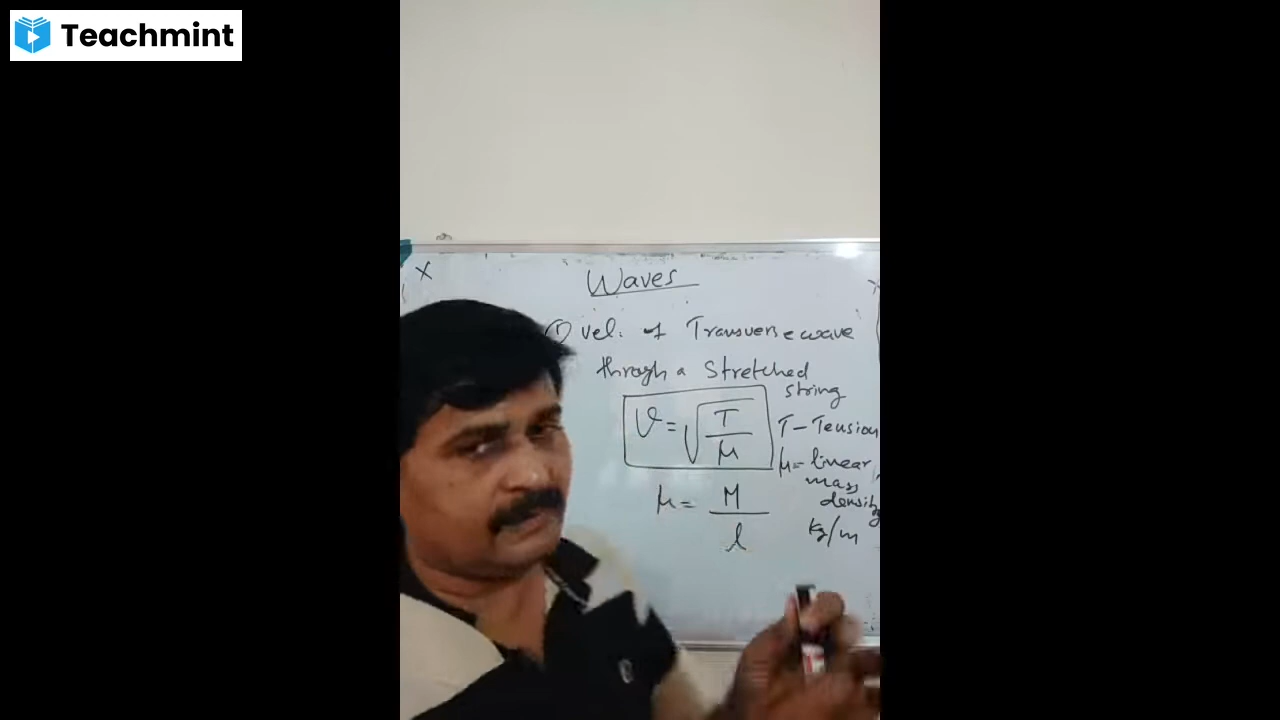 Teachmint
x
Waves
① vel. of Transverse wave
through a Stretched
string
V = √T/μ
T - Tension
μ = linear
mass
density
kg/m
μ = M/l